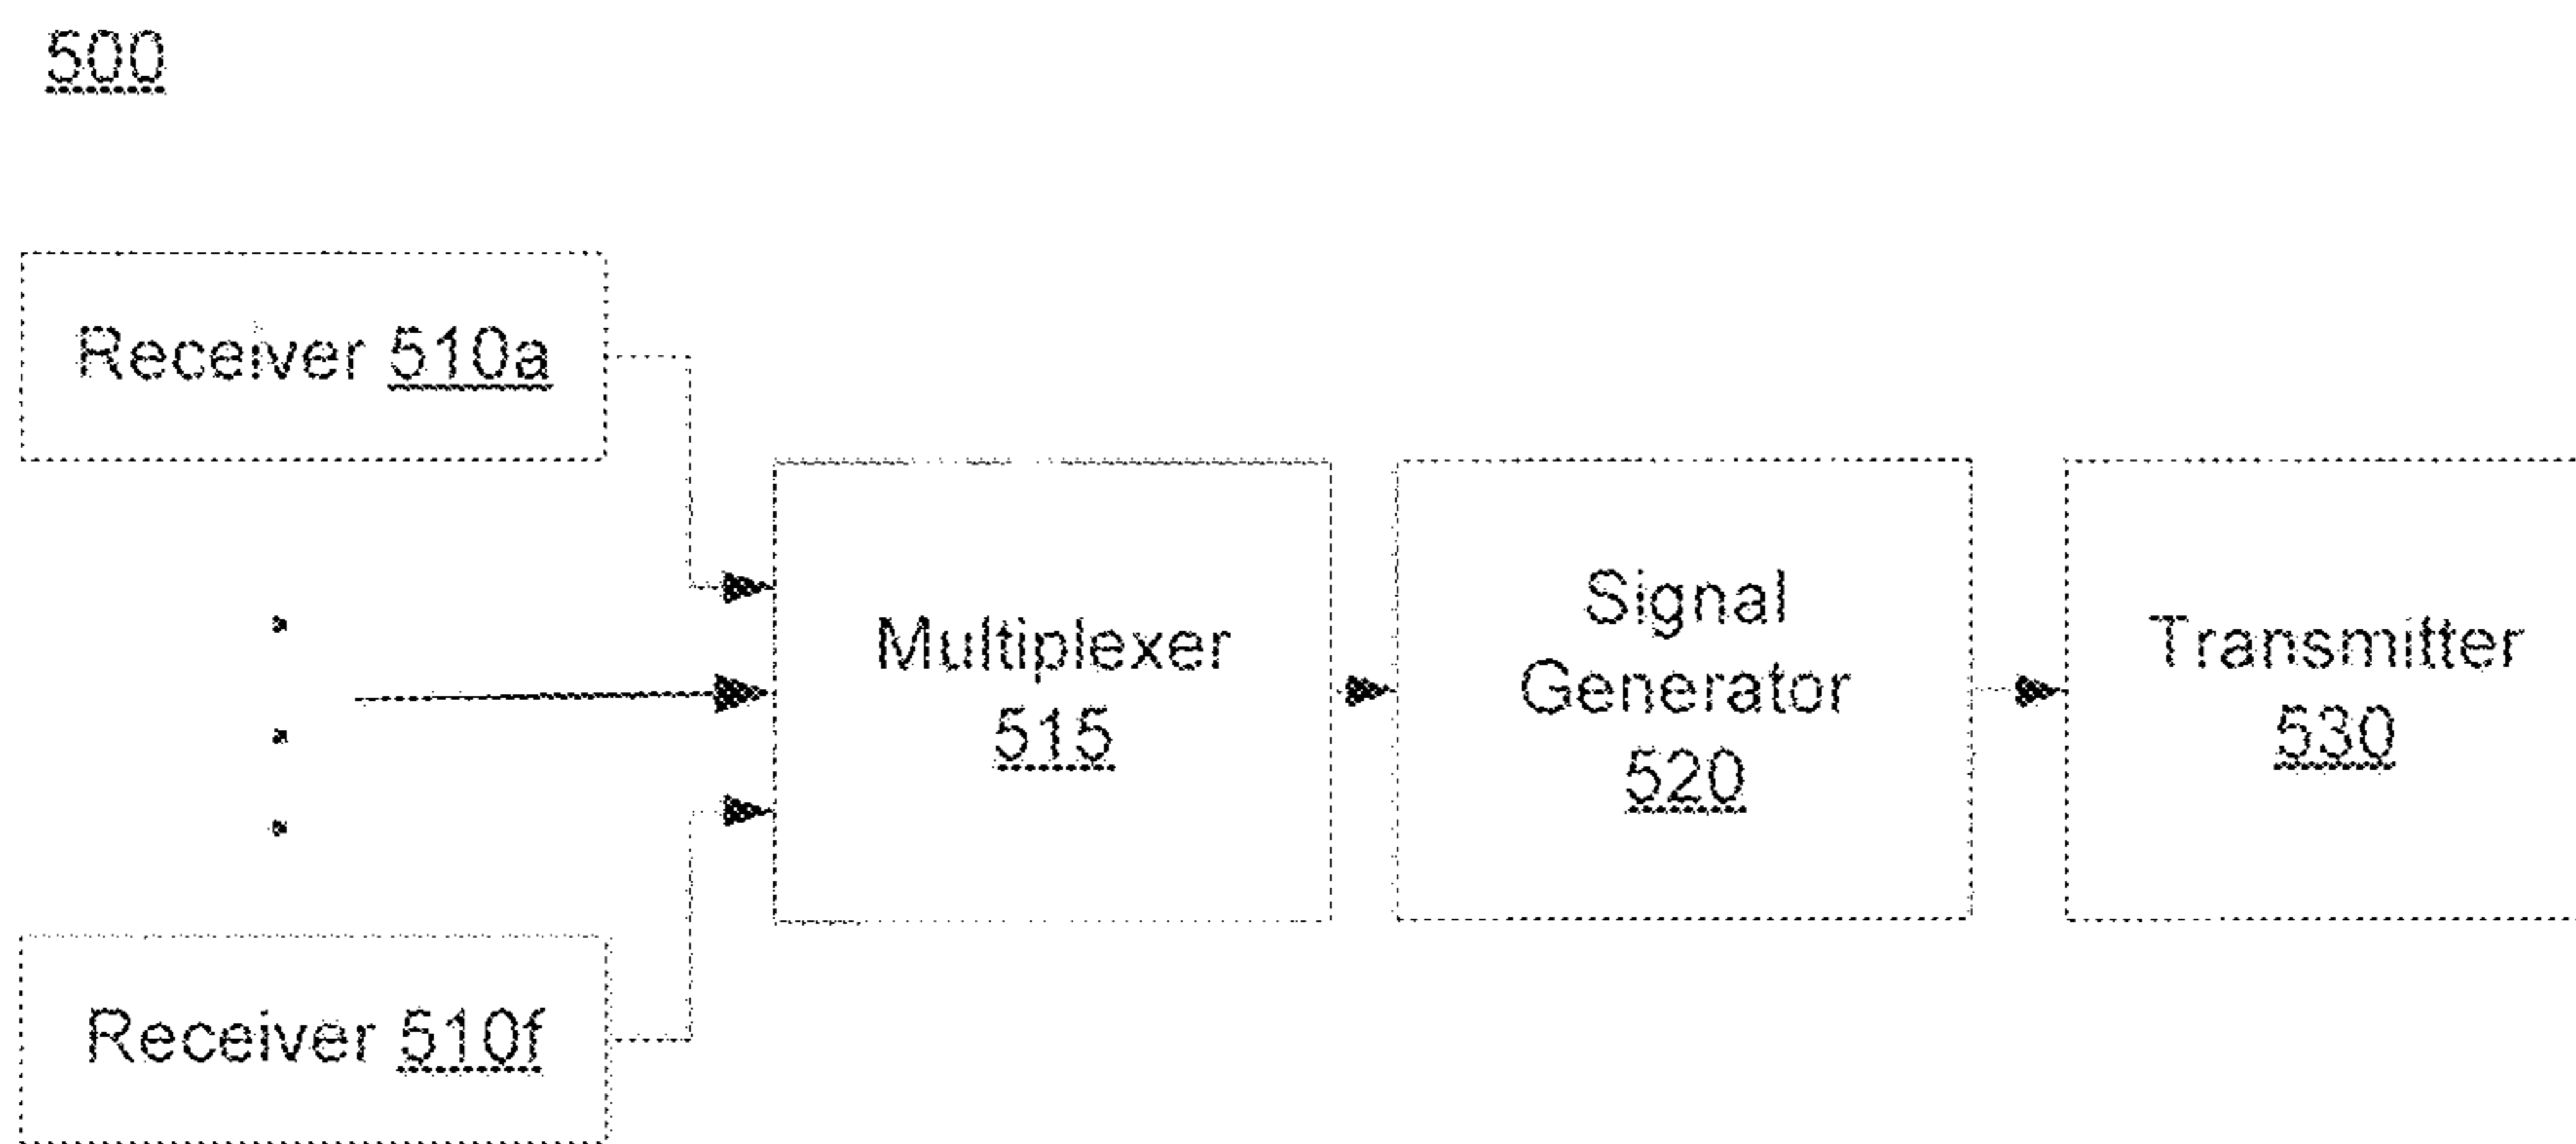 500
Receiver 510a
Multiplexer
515
Signal
Generator
520
Transmitter
530
Receiver 510f